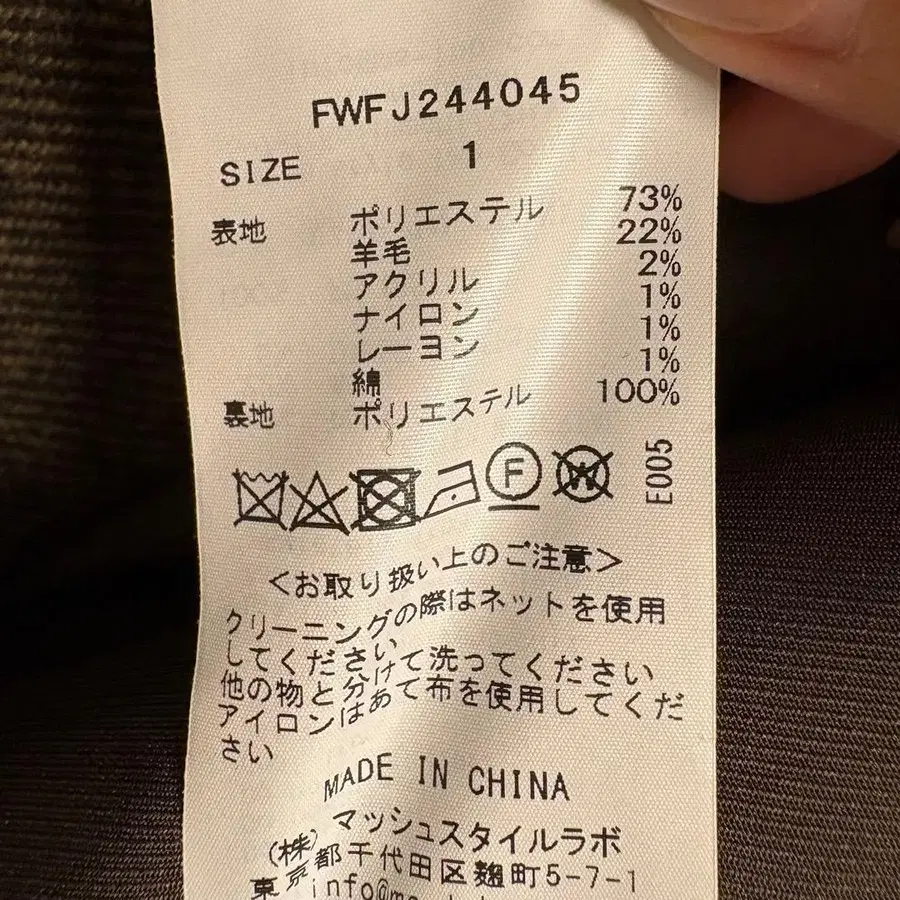 FWFJ244045
SIZE 1
表地 ポリエステル 73%
羊毛 22%
アクリル 2%
ナイロン 1%
レーヨン 1%
綿 1%
裏地 ポリエステル 100%
F W E005
<お取り扱い上のご注意>
クリーニングの際はネットを使用
してください
他の物と分けて洗ってください
アイロンはあて布を使用してくだ
さい
MADE IN CHINA
(株)マッシュスタイルラボ
東京都千代田区麹町5-7-1